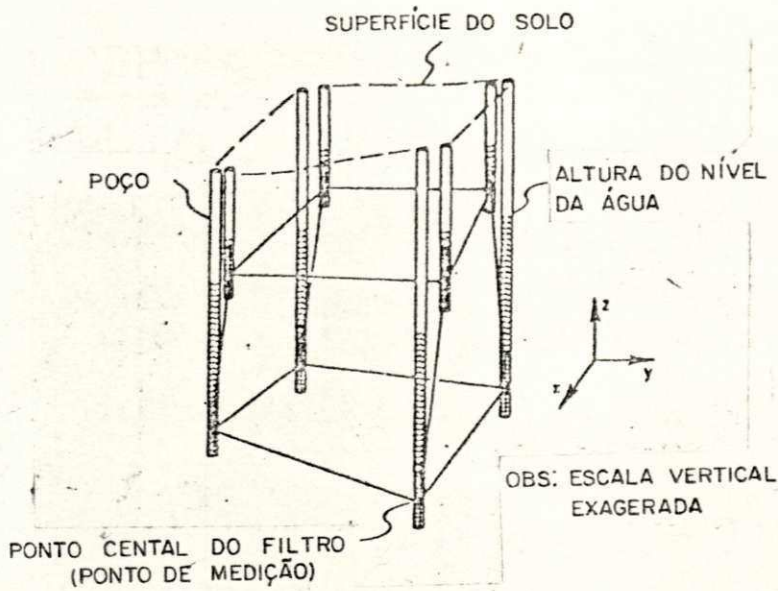 SUPERFÍCIE DO SOLO
POÇO
ALTURA DO NÍVEL
DA ÁGUA
z
y
x
OBS: ESCALA VERTICAL
EXAGERADA
PONTO CENTAL DO FILTRO
(PONTO DE MEDIÇÃO)